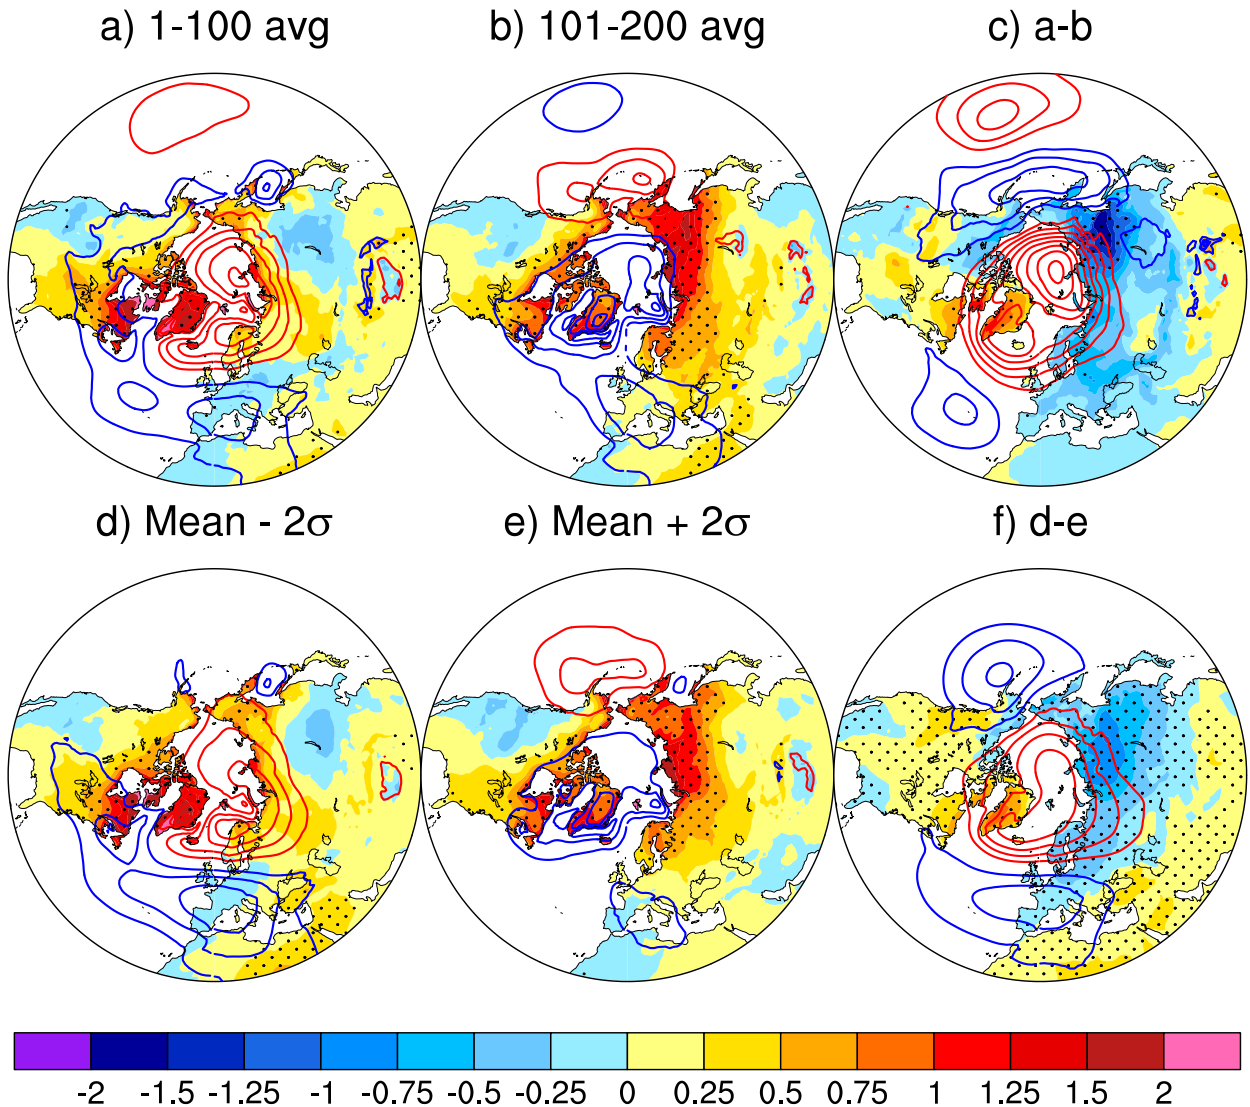 a) 1-100 avg
b) 101-200 avg
c) a-b
d) Mean - 2σ
e) Mean + 2σ
f) d-e
-2 -1.5 -1.25 -1 -0.75 -0.5 -0.25 0 0.25 0.5 0.75 1 1.25 1.5 2